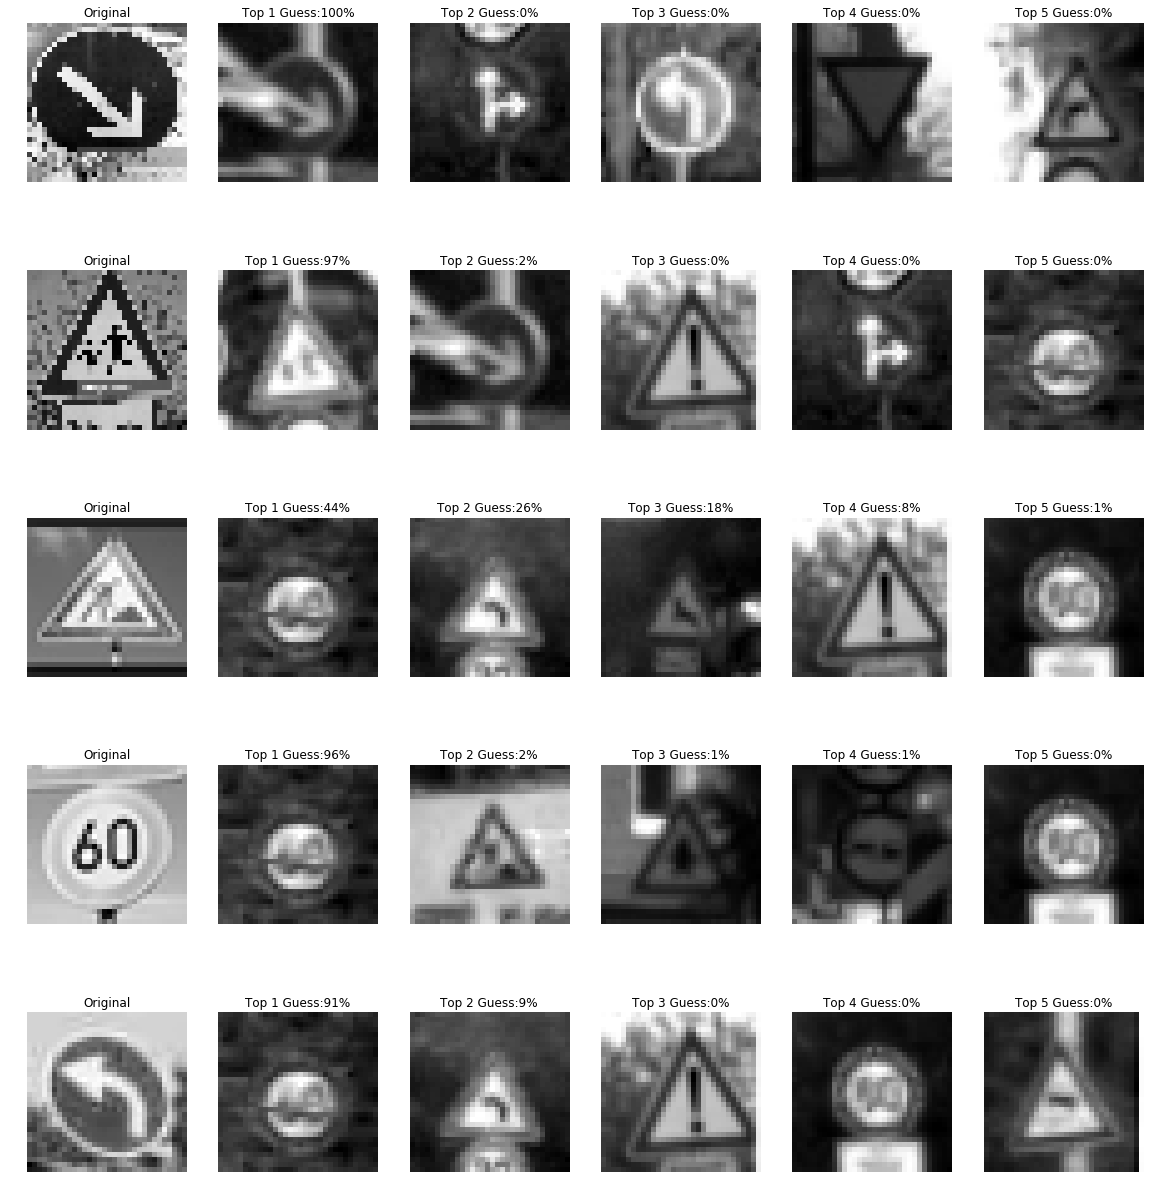 Original Top 1 Guess:100% Top 2 Guess:0% Top 3 Guess:0% Top 4 Guess:0% Top 5 Guess:0%
Original Top 1 Guess:97% Top 2 Guess:2% Top 3 Guess:0% Top 4 Guess:0% Top 5 Guess:0%
Original Top 1 Guess:44% Top 2 Guess:26% Top 3 Guess:18% Top 4 Guess:8% Top 5 Guess:1%
Original Top 1 Guess:96% Top 2 Guess:2% Top 3 Guess:1% Top 4 Guess:1% Top 5 Guess:0%
60
Original Top 1 Guess:91% Top 2 Guess:9% Top 3 Guess:0% Top 4 Guess:0% Top 5 Guess:0%